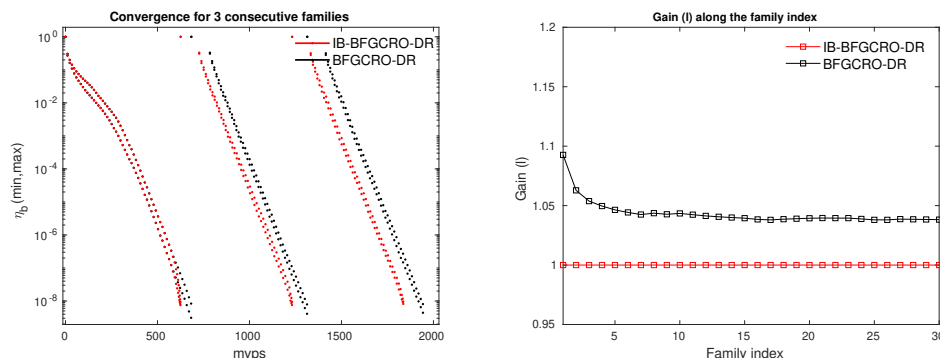 Convergence for 3 consecutive families
10^0
10^-2
10^-4
10^-6
10^-8
η_b (min,max)
IB-BFGCRO-DR
BFGCRO-DR
0 500 1000 1500 2000
mvps
Gain (l) along the family index
1.2
1.15
1.1
1.05
1
0.95
Gain (l)
IB-BFGCRO-DR
BFGCRO-DR
5 10 15 20 25 30
Family index